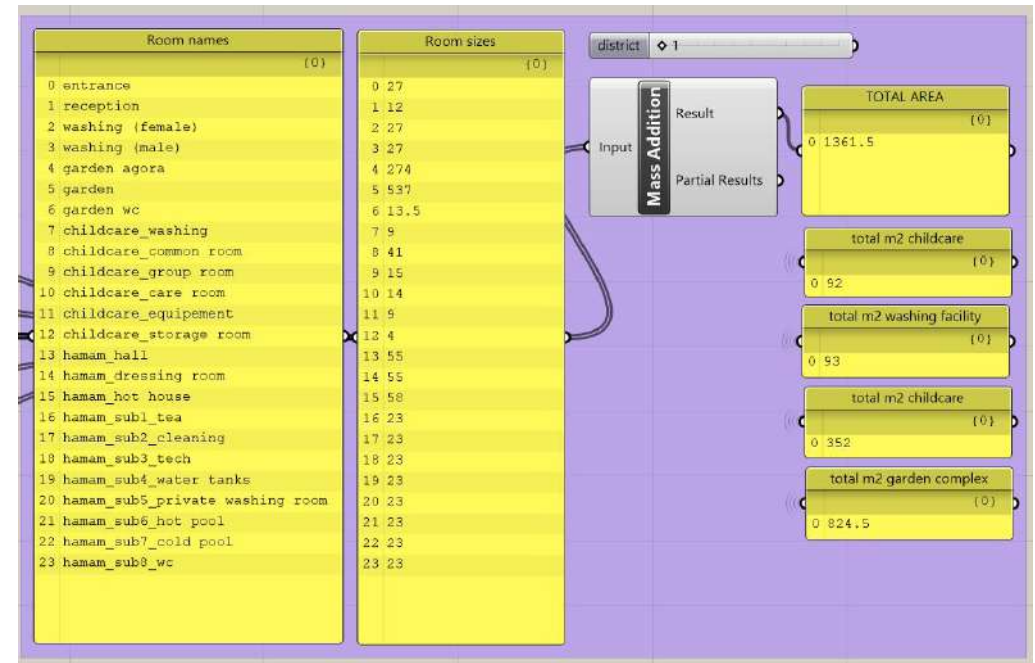 Room names
{0}
0 entrance
1 reception
2 washing (female)
3 washing (male)
4 garden agora
5 garden
6 garden wc
7 childcare_washing
8 childcare_common room
9 childcare_group room
10 childcare_care room
11 childcare_equipement
12 childcare_storage room
13 hamam_hall
14 hamam_dressing room
15 hamam_hot house
16 hamam_sub1_tea
17 hamam_sub2_cleaning
18 hamam_sub3_tech
19 hamam_sub4_water tanks
20 hamam_sub5_private washing room
21 hamam_sub6_hot pool
22 hamam_sub7_cold pool
23 hamam_sub8_wc
Room sizes
{0}
0 27
1 12
2 27
3 27
4 274
5 537
6 13.5
7 9
8 41
9 15
10 14
11 9
12 4
13 55
14 55
15 58
16 23
17 23
18 23
19 23
20 23
21 23
22 23
23 23
district 1
Input
Mass Addition
Result
Partial Results
TOTAL AREA
{0}
0 1361.5
total m2 childcare
{0}
0 92
total m2 washing facility
{0}
0 93
total m2 childcare
{0}
0 352
total m2 garden complex
{0}
0 824.5